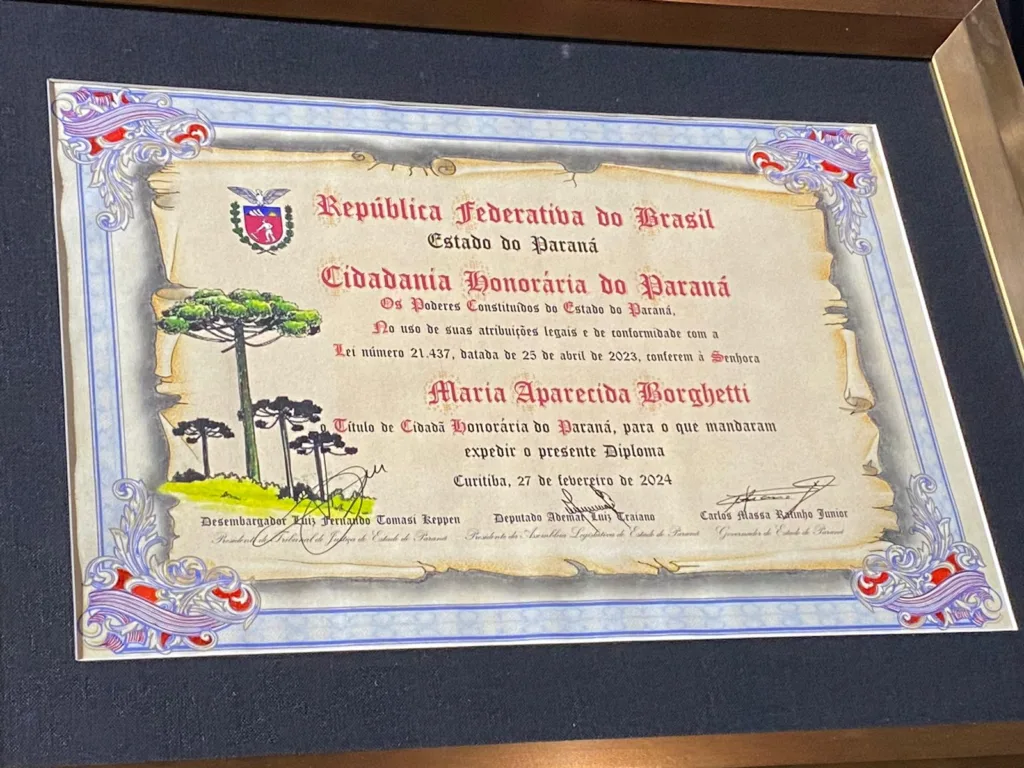 República Federativa do Brasil
Estado do Paraná
Cidadania Honorária do Paraná
Os Poderes Constituídos do Estado do Paraná,
No uso de suas atribuições legais e de conformidade com a
Lei número 21.437, datada de 25 de abril de 2023, conferem à Senhora
Maria Aparecida Borghetti
o Título de Cidadã Honorária do Paraná, para o que mandaram
expedir o presente Diploma
Curitiba, 27 de fevereiro de 2024
Desembargador Luiz Fernando Tomasi Keppen Deputado Ademar Luiz Traiano Carlos Massa Ratinho Junior
Presidente do Tribunal de Justiça do Estado do Paraná Presidente da Assembleia Legislativa do Estado do Paraná Governador do Estado do Paraná